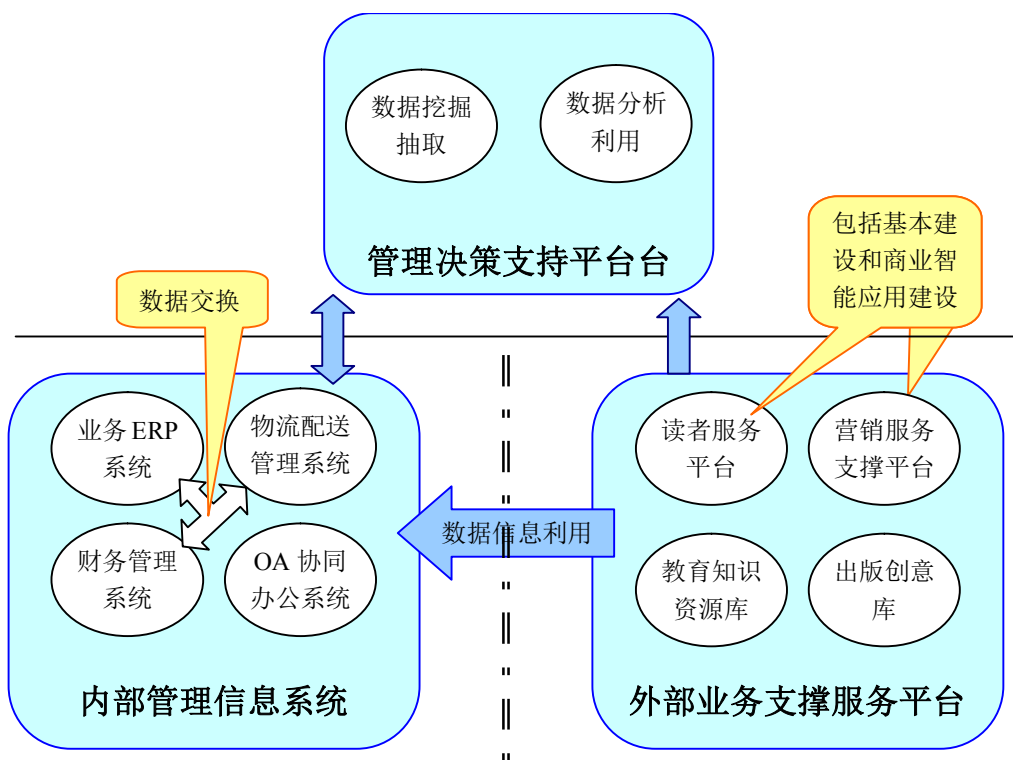 数据挖掘
抽取
数据分析
利用
管理决策支持平台台
包括基本建
设和商业智
能应用建设
数据交换
业务 ERP
系统
物流配送
管理系统
财务管理
系统
OA 协同
办公系统
内部管理信息系统
数据信息利用
读者服务
平台
营销服务
支撑平台
教育知识
资源库
出版创意
库
外部业务支撑服务平台